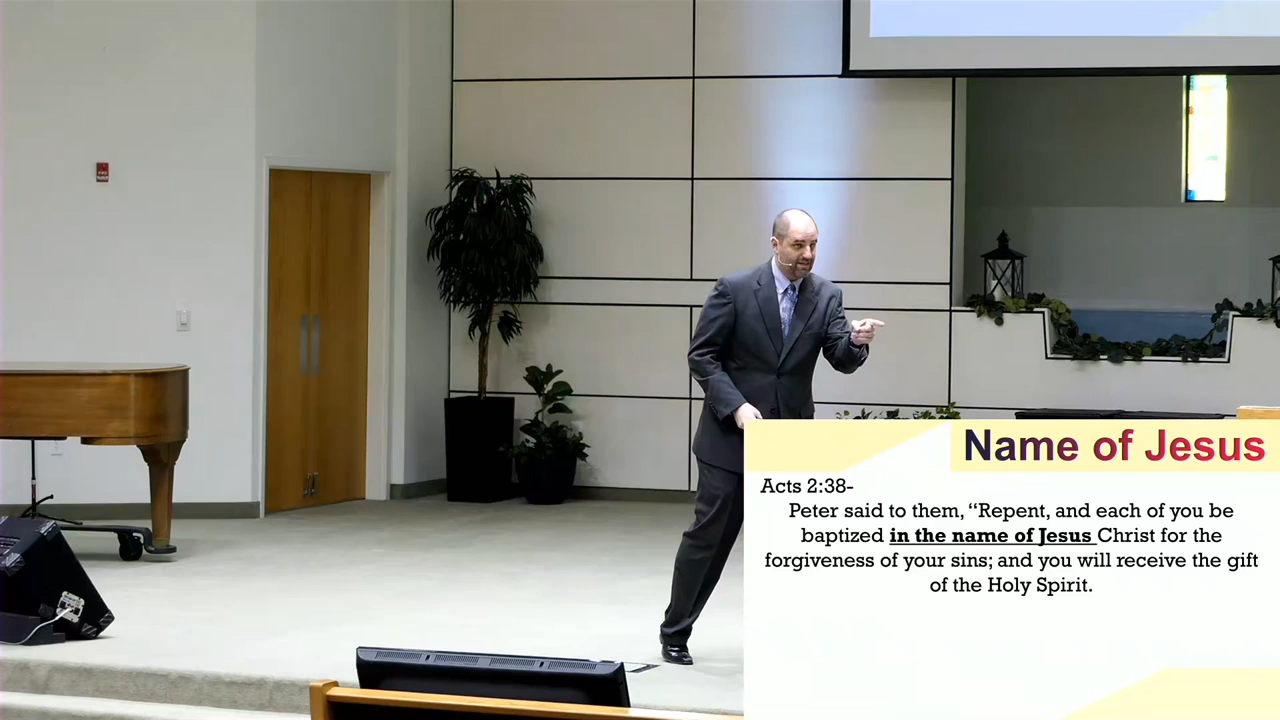 Name of Jesus
Acts 2:38-
Peter said to them, “Repent, and each of you be
baptized in the name of Jesus Christ for the
forgiveness of your sins; and you will receive the gift
of the Holy Spirit.